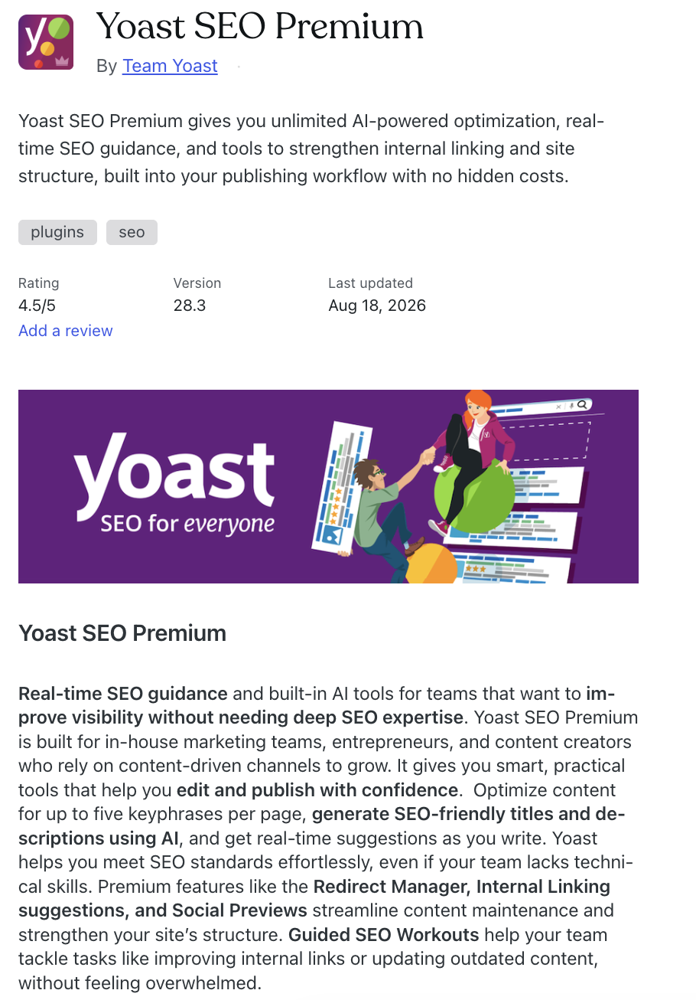 Yoast SEO Premium
By Team Yoast
Yoast SEO Premium gives you unlimited AI-powered optimization, real-
time SEO guidance, and tools to strengthen internal linking and site
structure, built into your publishing workflow with no hidden costs.
plugins seo
Rating Version Last updated
4.5/5 28.3 Aug 18, 2026
Add a review
yoast
SEO for everyone
Yoast SEO Premium
Real-time SEO guidance and built-in AI tools for teams that want to im-
prove visibility without needing deep SEO expertise. Yoast SEO Premium
is built for in-house marketing teams, entrepreneurs, and content creators
who rely on content-driven channels to grow. It gives you smart, practical
tools that help you edit and publish with confidence.  Optimize content
for up to five keyphrases per page, generate SEO-friendly titles and de-
scriptions using AI, and get real-time suggestions as you write. Yoast
helps you meet SEO standards effortlessly, even if your team lacks techni-
cal skills. Premium features like the Redirect Manager, Internal Linking
suggestions, and Social Previews streamline content maintenance and
strengthen your site’s structure. Guided SEO Workouts help your team
tackle tasks like improving internal links or updating outdated content,
without feeling overwhelmed.